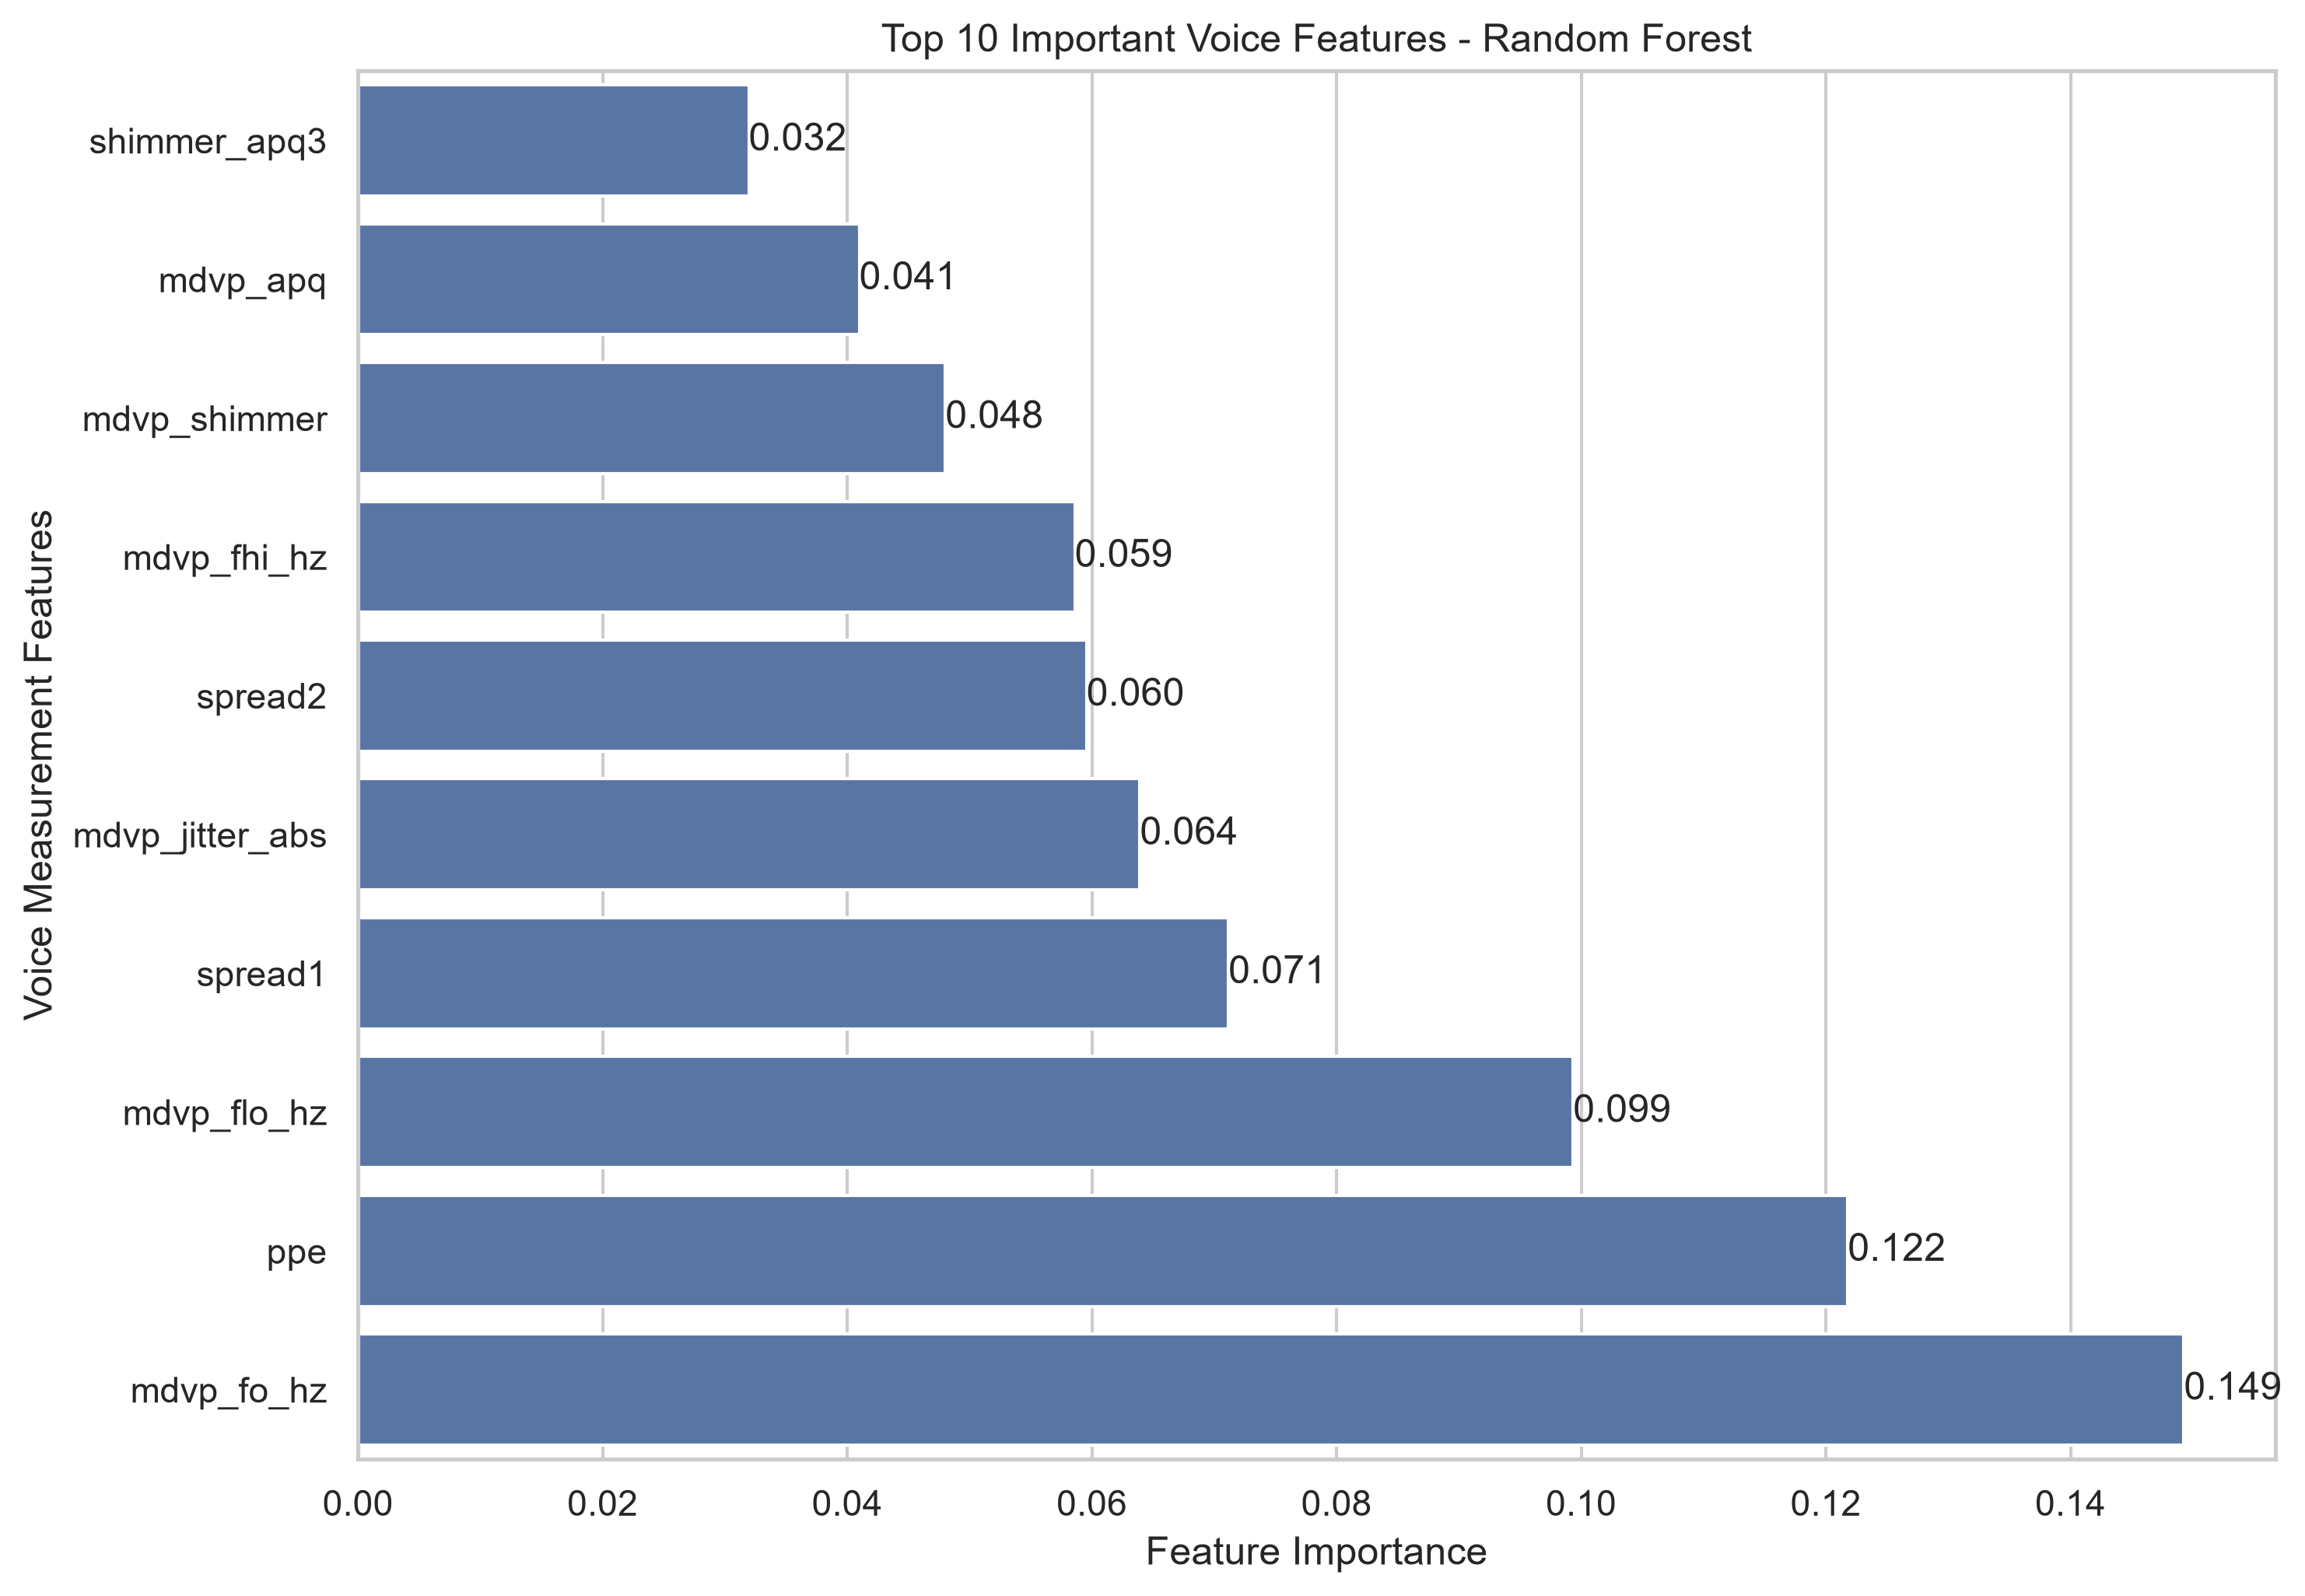 Top 10 Important Voice Features - Random Forest
Voice Measurement Features
shimmer_apq3 0.032
mdvp_apq 0.041
mdvp_shimmer 0.048
mdvp_fhi_hz 0.059
spread2 0.060
mdvp_jitter_abs 0.064
spread1 0.071
mdvp_flo_hz 0.099
ppe 0.122
mdvp_fo_hz 0.149
0.00 0.02 0.04 0.06 0.08 0.10 0.12 0.14
Feature Importance